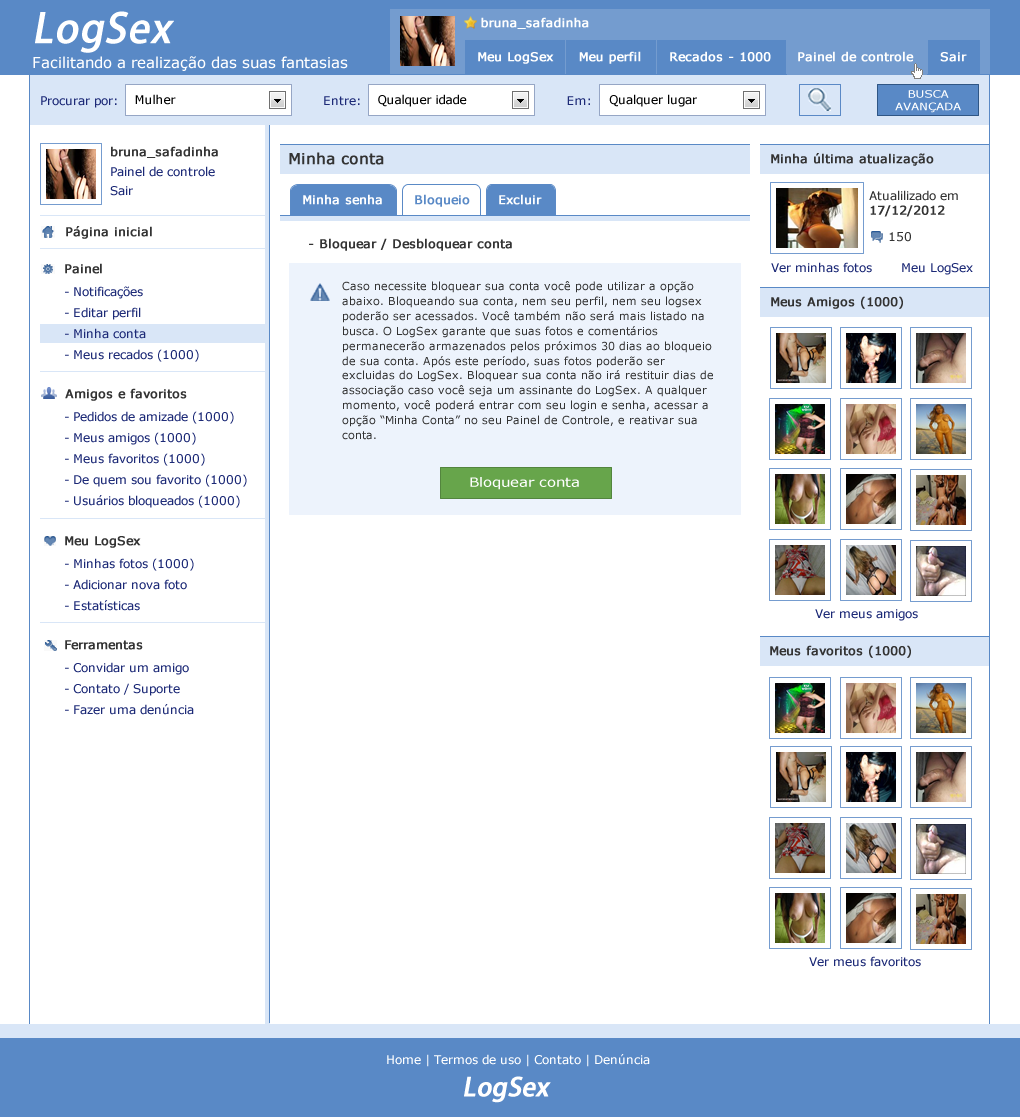 LogSex
Facilitando a realização das suas fantasias
bruna_safadinha
Meu LogSex
Meu perfil
Recados - 1000
Painel de controle
Sair
Procurar por:
Mulher
Entre:
Qualquer idade
Em:
Qualquer lugar
BUSCA
AVANÇADA
bruna_safadinha
Painel de controle
Sair
Página inicial
Painel
- Notificações
- Editar perfil
- Minha conta
- Meus recados (1000)
Amigos e favoritos
- Pedidos de amizade (1000)
- Meus amigos (1000)
- Meus favoritos (1000)
- De quem sou favorito (1000)
- Usuários bloqueados (1000)
Meu LogSex
- Minhas fotos (1000)
- Adicionar nova foto
- Estatísticas
Ferramentas
- Convidar um amigo
- Contato / Suporte
- Fazer uma denúncia
Minha conta
Minha senha
Bloqueio
Excluir
- Bloquear / Desbloquear conta
Caso necessite bloquear sua conta você pode utilizar a opção
abaixo. Bloqueando sua conta, nem seu perfil, nem seu logsex
poderão ser acessados. Você também não será mais listado na
busca. O LogSex garante que suas fotos e comentários
permanecerão armazenados pelos próximos 30 dias ao bloqueio
de sua conta. Após este período, suas fotos poderão ser
excluidas do LogSex. Bloquear sua conta não irá restituir dias de
associação caso você seja um assinante do LogSex. A qualquer
momento, você poderá entrar com seu login e senha, acessar a
opção “Minha Conta” no seu Painel de Controle, e reativar sua
conta.
Bloquear conta
Minha última atualização
Atualilizado em
17/12/2012
150
Ver minhas fotos
Meu LogSex
Meus Amigos (1000)
Ver meus amigos
Meus favoritos (1000)
Ver meus favoritos
Home | Termos de uso | Contato | Denúncia
LogSex